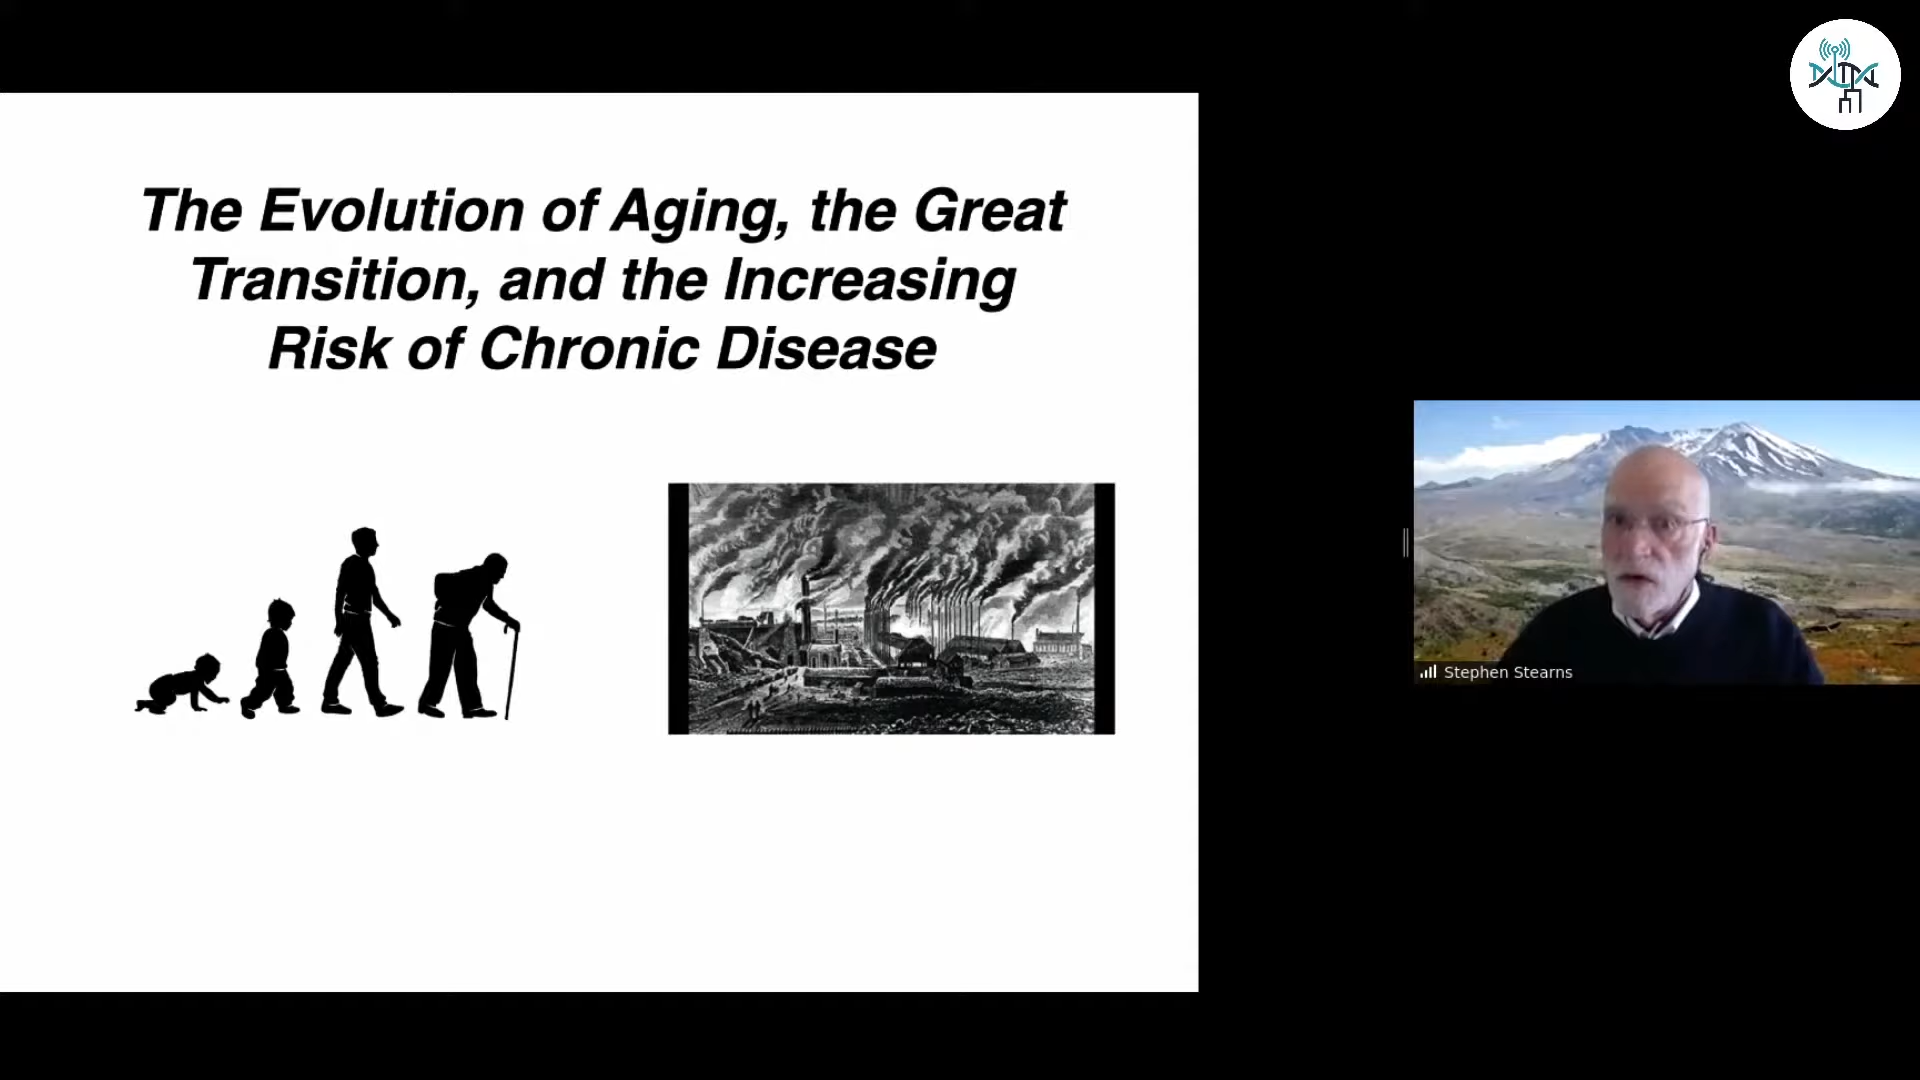 The Evolution of Aging, the Great
Transition, and the Increasing
Risk of Chronic Disease
Stephen Stearns